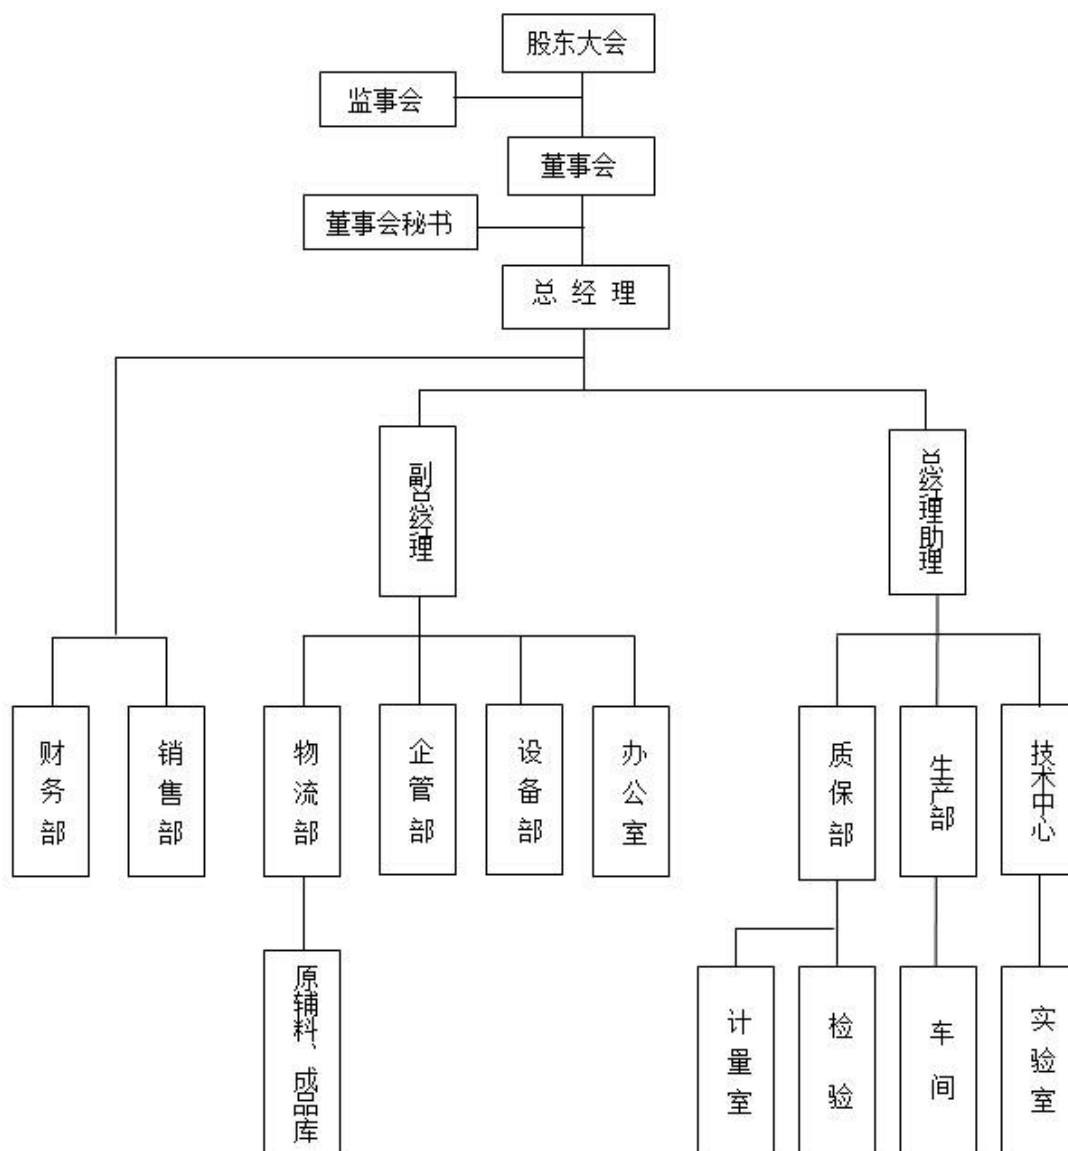 股东大会
监事会
董事会
董事会秘书
总 经 理
副总经理
总经理助理
财务部
销售部
物流部
企管部
设备部
办公室
质保部
生产部
技术中心
原辅料、成品库
计量室
检验
车间
实验室